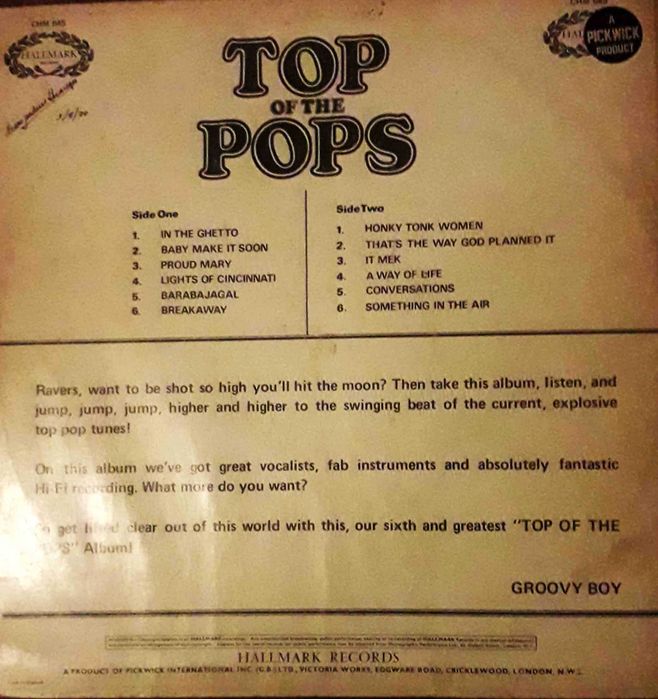 CHM 645
HALLMARK
A
PICKWICK
PRODUCT
TOP
OF THE
POPS
Side One
1. IN THE GHETTO
2. BABY MAKE IT SOON
3. PROUD MARY
4. LIGHTS OF CINCINNATI
5. BARABAJAGAL
6. BREAKAWAY
Side Two
1. HONKY TONK WOMEN
2. THAT'S THE WAY GOD PLANNED IT
3. IT MEK
4. A WAY OF LIFE
5. CONVERSATIONS
6. SOMETHING IN THE AIR
Ravers, want to be shot so high you'll hit the moon? Then take this album, listen, and
jump, jump, jump, higher and higher to the swinging beat of the current, explosive
top pop tunes!
On this album we've got great vocalists, fab instruments and absolutely fantastic
Hi-Fi recording. What more do you want?
get clear out of this world with this, our sixth and greatest "TOP OF THE
Album!
GROOVY BOY
HALLMARK RECORDS
A PRODUCT OF PICKWICK INTERNATIONAL INC. (G.B.) LTD., VICTORIA WORKS, EDGWARE ROAD, CRICKLEWOOD, LONDON, N.W.